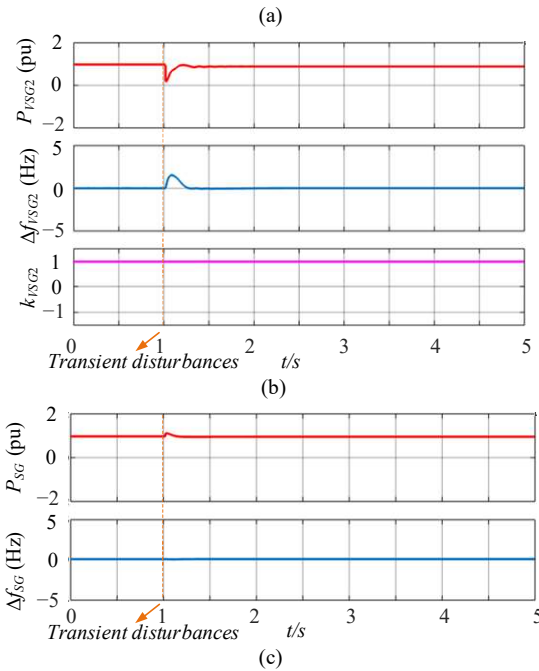 (a)
P_VSG2 (pu)
2
0
−2
Δf_VSG2 (Hz)
5
0
−5
k_VSG2
1
0
−1
0 1 2 3 4 5
Transient disturbances t/s
(b)
P_SG (pu)
2
0
−2
Δf_SG (Hz)
5
0
−5
0 1 2 3 4 5
Transient disturbances t/s
(c)